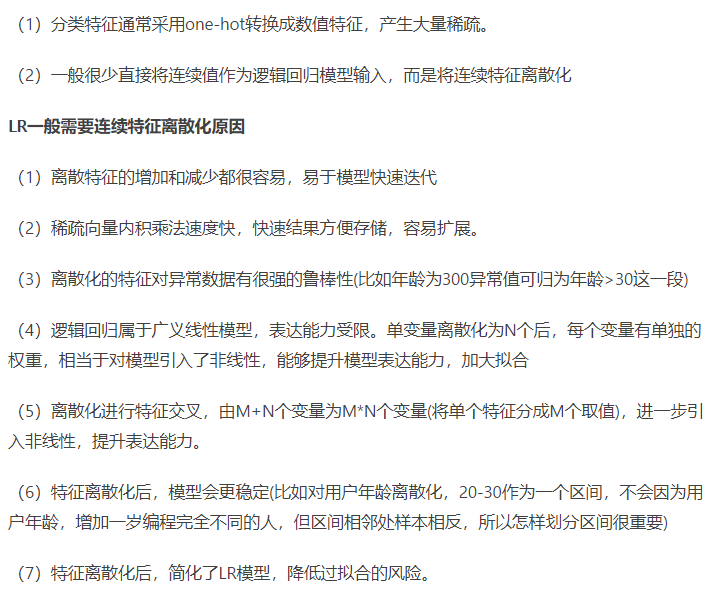 （1）分类特征通常采用one-hot转换成数值特征，产生大量稀疏。
（2）一般很少直接将连续值作为逻辑回归模型输入，而是将连续特征离散化
LR一般需要连续特征离散化原因
（1）离散特征的增加和减少都很容易，易于模型快速迭代
（2）稀疏向量内积乘法速度快，快速结果方便存储，容易扩展。
（3）离散化的特征对异常数据有很强的鲁棒性(比如年龄为300异常值可归为年龄>30这一段)
（4）逻辑回归属于广义线性模型，表达能力受限。单变量离散化为N个后，每个变量有单独的
权重，相当于对模型引入了非线性，能够提升模型表达能力，加大拟合
（5）离散化进行特征交叉，由M+N个变量为M*N个变量(将单个特征分成M个取值)，进一步引
入非线性，提升表达能力。
（6）特征离散化后，模型会更稳定(比如对用户年龄离散化，20-30作为一个区间，不会因为用
户年龄，增加一岁编程完全不同的人，但区间相邻处样本相反，所以怎样划分区间很重要)
（7）特征离散化后，简化了LR模型，降低过拟合的风险。